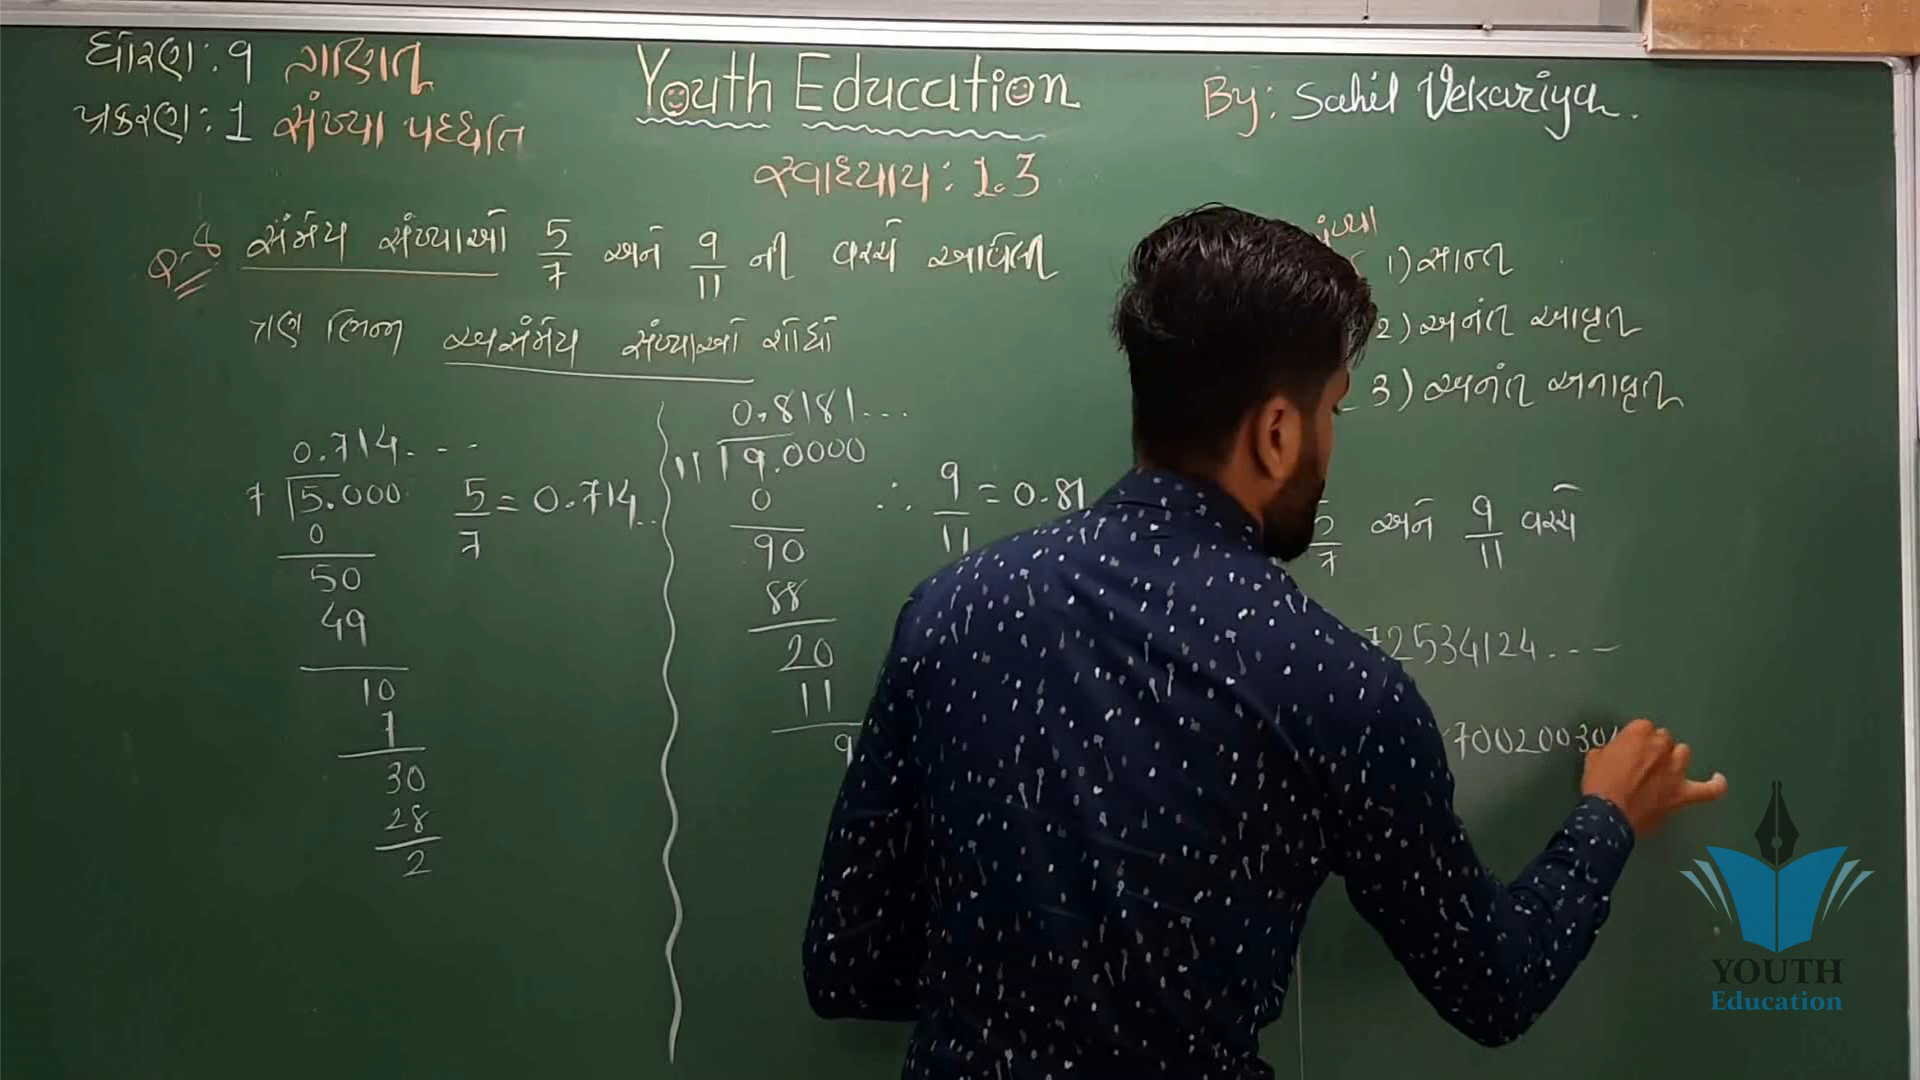 ધોરણ : ૧ ગણિત
પ્રકરણ : 1 સંખ્યા પદ્ધતિ
Youth Education
By: Sahil Vekariya.
સ્વાધ્યાય : 1.3
Q-8 સંમેય સંખ્યાઓ 5/7 અને 9/11 ની વચ્ચે આવેલી
ત્રણ ભિન્ન અસંમેય સંખ્યાઓ શોધો
0.714...
7 5.000
0
50
49
10
7
30
28
2
5/7 = 0.714..
0.8181...
11 9.0000
0
90
88
20
11
9
∴ 9/11 = 0.81
1) સાન્ત
2) અનંત આવૃત
3) અનંત અનાવૃત
5/7 અને 9/11 વચ્ચે
72534124...
700200300
YOUTH
Education